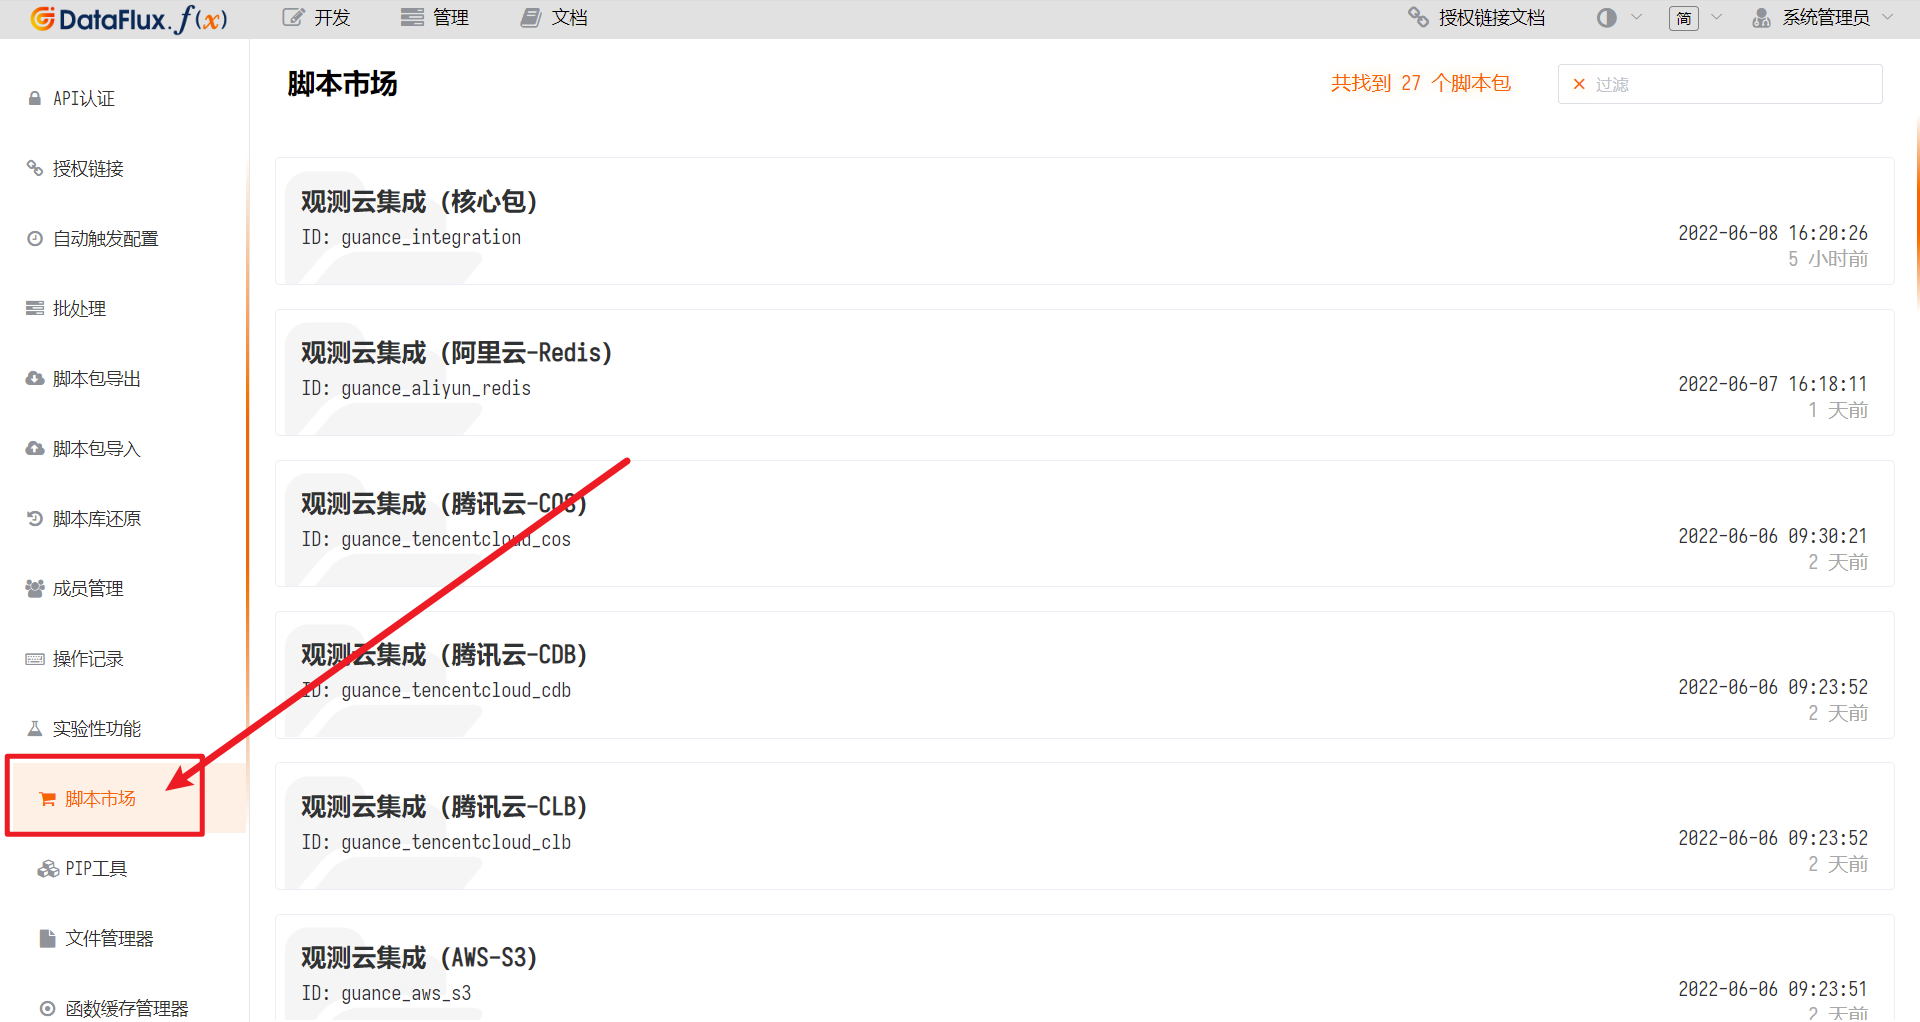 DataFlux.f(x)
开发
管理
文档
授权链接文档
简
系统管理员
API认证
授权链接
自动触发配置
批处理
脚本包导出
脚本包导入
脚本库还原
成员管理
操作记录
实验性功能
脚本市场
PIP工具
文件管理器
函数缓存管理器
脚本市场
共找到 27 个脚本包
过滤
观测云集成 (核心包)
ID: guance_integration
2022-06-08 16:20:26
5 小时前
观测云集成 (阿里云-Redis)
ID: guance_aliyun_redis
2022-06-07 16:18:11
1 天前
观测云集成 (腾讯云-COS)
ID: guance_tencentcloud_cos
2022-06-06 09:30:21
2 天前
观测云集成 (腾讯云-CDB)
ID: guance_tencentcloud_cdb
2022-06-06 09:23:52
2 天前
观测云集成 (腾讯云-CLB)
ID: guance_tencentcloud_clb
2022-06-06 09:23:52
2 天前
观测云集成 (AWS-S3)
ID: guance_aws_s3
2022-06-06 09:23:51
2 天前